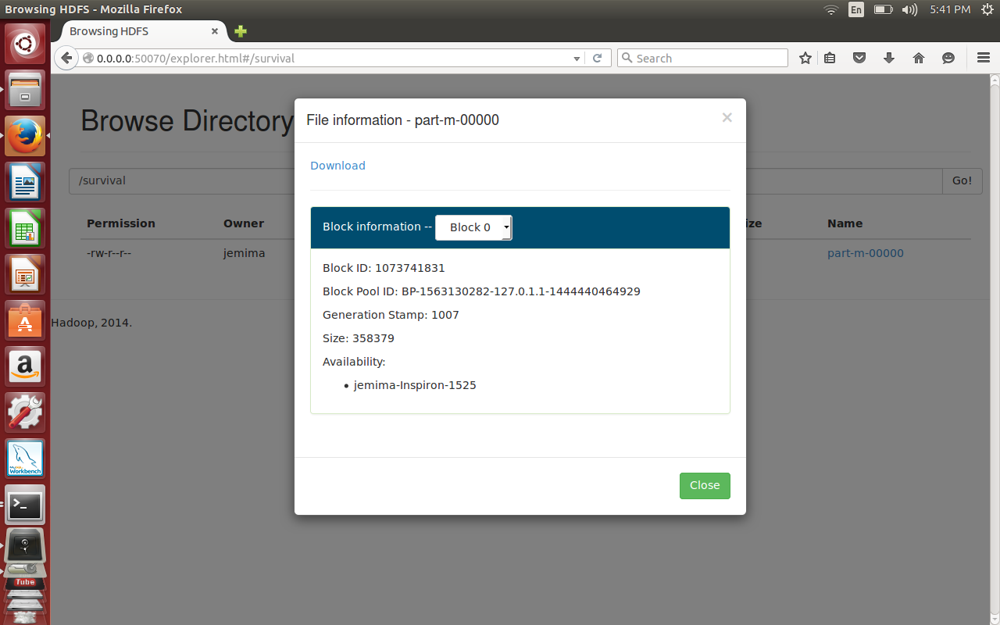 Browsing HDFS - Mozilla Firefox
En
5:41 PM
Browsing HDFS
0.0.0.0:50070/explorer.html#/survival
Search
Browse Directory
/survival
Go!
Permission
Owner
ize
Name
-rw-r--r--
jemima
part-m-00000
Hadoop, 2014.
File information - part-m-00000
×
Download
Block information --
Block 0
Block ID: 1073741831
Block Pool ID: BP-1563130282-127.0.1.1-1444440464929
Generation Stamp: 1007
Size: 358379
Availability:
jemima-Inspiron-1525
Close
a
MySQL
Workbench
>_
Tube